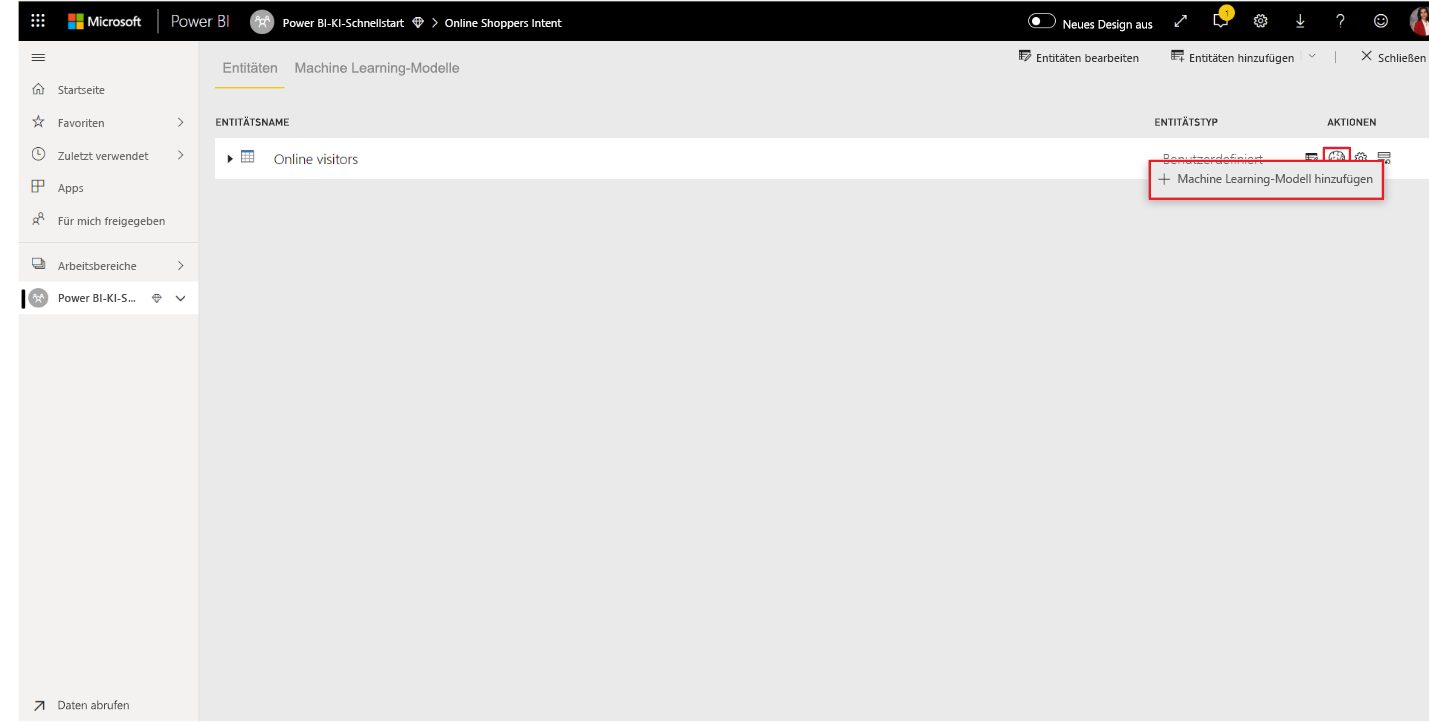 Microsoft Power BI Power BI-KI-Schnellstart > Online Shoppers Intent Neues Design aus 1 ?
Entitäten Machine Learning-Modelle Entitäten bearbeiten Entitäten hinzufügen Schließen
Startseite
Favoriten
Zuletzt verwendet
Apps
Für mich freigegeben
Arbeitsbereiche
Power BI-KI-S...
ENTITÄTSNAME ENTITÄTSTYP AKTIONEN
Online visitors Benutzerdefiniert
+ Machine Learning-Modell hinzufügen
Daten abrufen